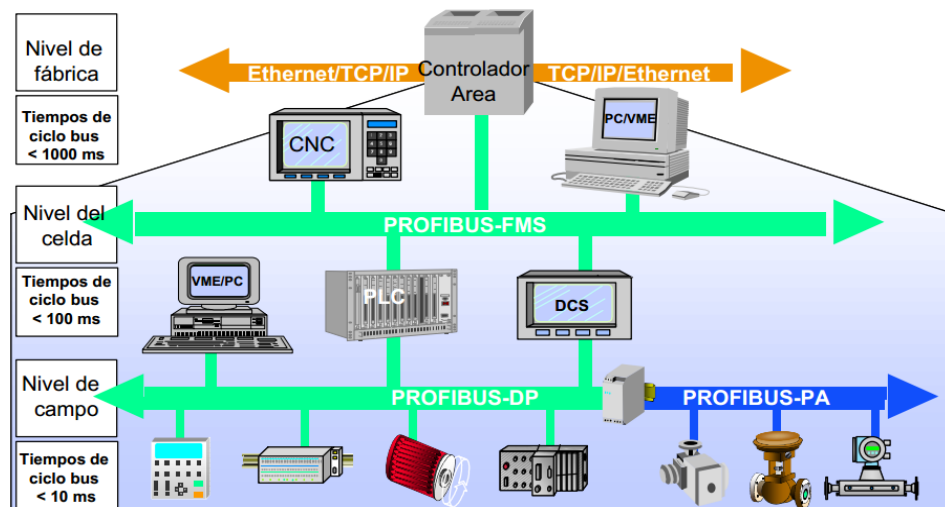 Nivel de
fábrica
Ethernet/TCP/IP
Controlador
Area
TCP/IP/Ethernet
Tiempos de
ciclo bus
< 1000 ms
CNC
PC/VME
Nivel del
celda
PROFIBUS-FMS
Tiempos de
ciclo bus
< 100 ms
VME/PC
PLC
DCS
Nivel de
campo
PROFIBUS-DP
PROFIBUS-PA
Tiempos de
ciclo bus
< 10 ms